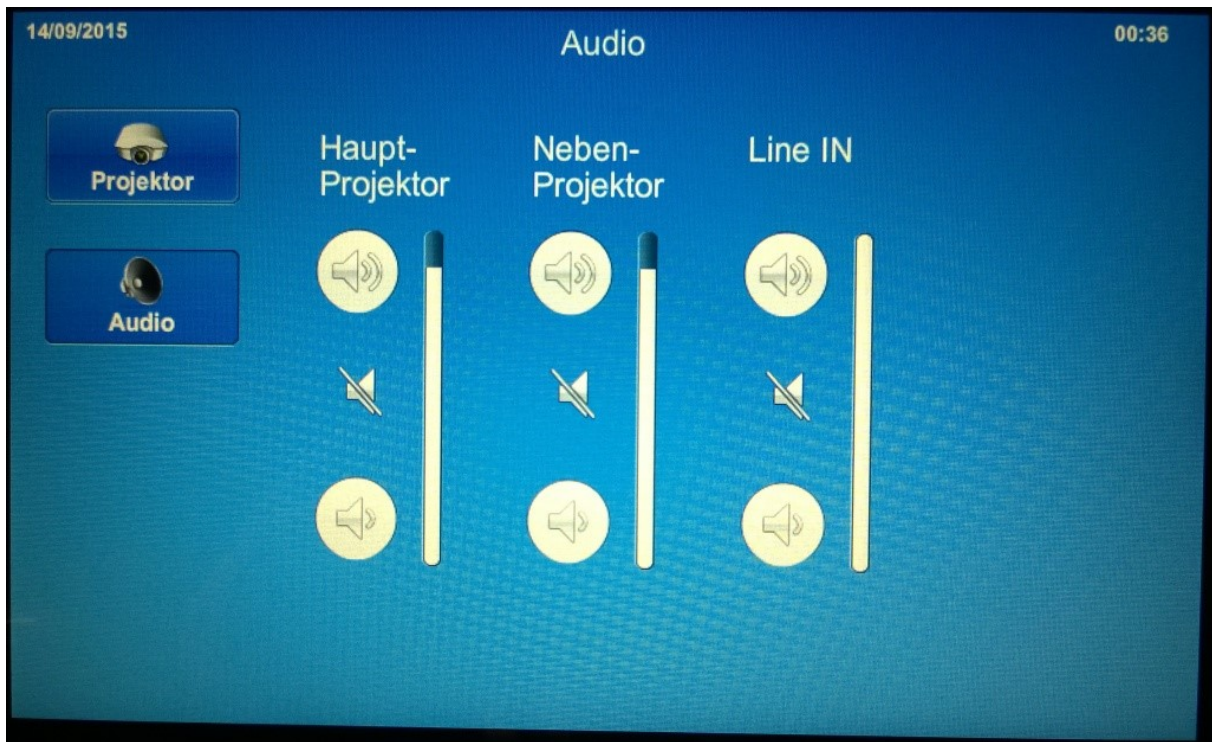 14/09/2015
Audio
00:36
Projektor
Audio
Haupt-
Projektor
Neben-
Projektor
Line IN